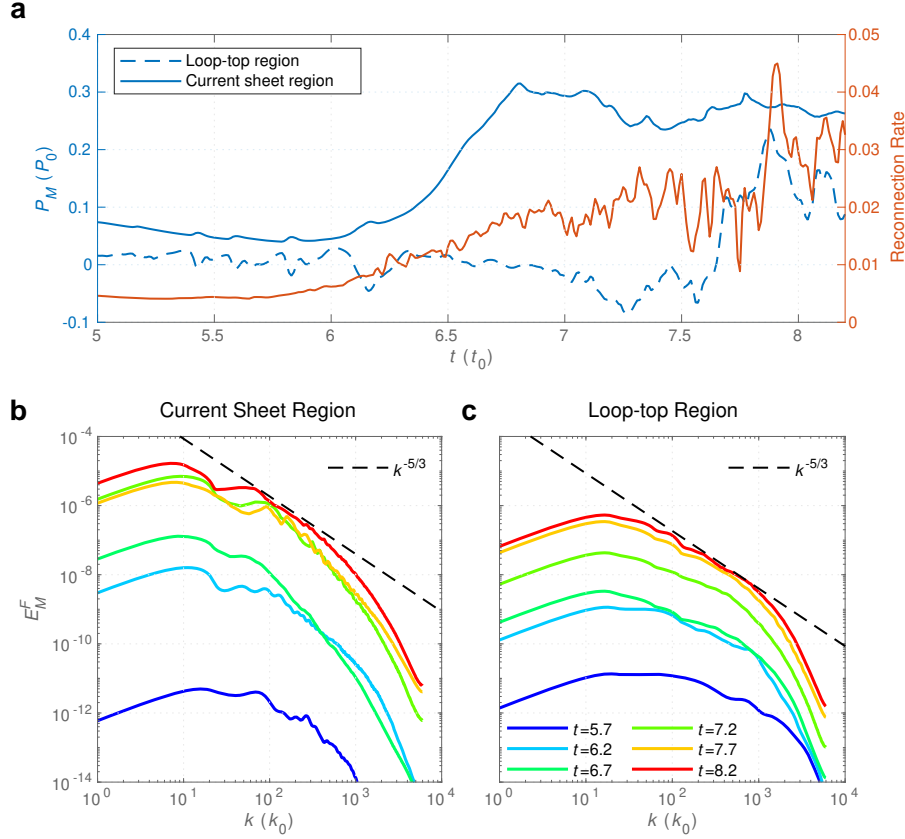 a
0.4 0.3 0.2 0.1 0 -0.1
P_M (P_0)
Loop-top region
Current sheet region
0.05 0.04 0.03 0.02 0.01 0
Reconnection Rate
5 5.5 6 6.5 7 7.5 8
t (t_0)
b Current Sheet Region
10^-4 10^-6 10^-8 10^-10 10^-12 10^-14
E_M^F
k^-5/3
10^0 10^1 10^2 10^3 10^4
k (k_0)
c Loop-top Region
k^-5/3
t=5.7 t=7.2
t=6.2 t=7.7
t=6.7 t=8.2
10^0 10^1 10^2 10^3 10^4
k (k_0)